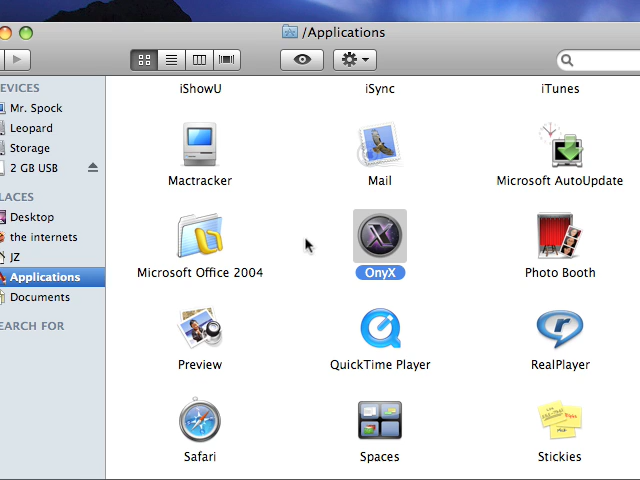 /Applications
EVICES
Mr. Spock
Leopard
Storage
2 GB USB
LACES
Desktop
the internets
JZ
Applications
Documents
EARCH FOR
iShowU
iSync
iTunes
Mactracker
Mail
Microsoft AutoUpdate
Microsoft Office 2004
OnyX
Photo Booth
Preview
QuickTime Player
RealPlayer
Safari
Spaces
Stickies